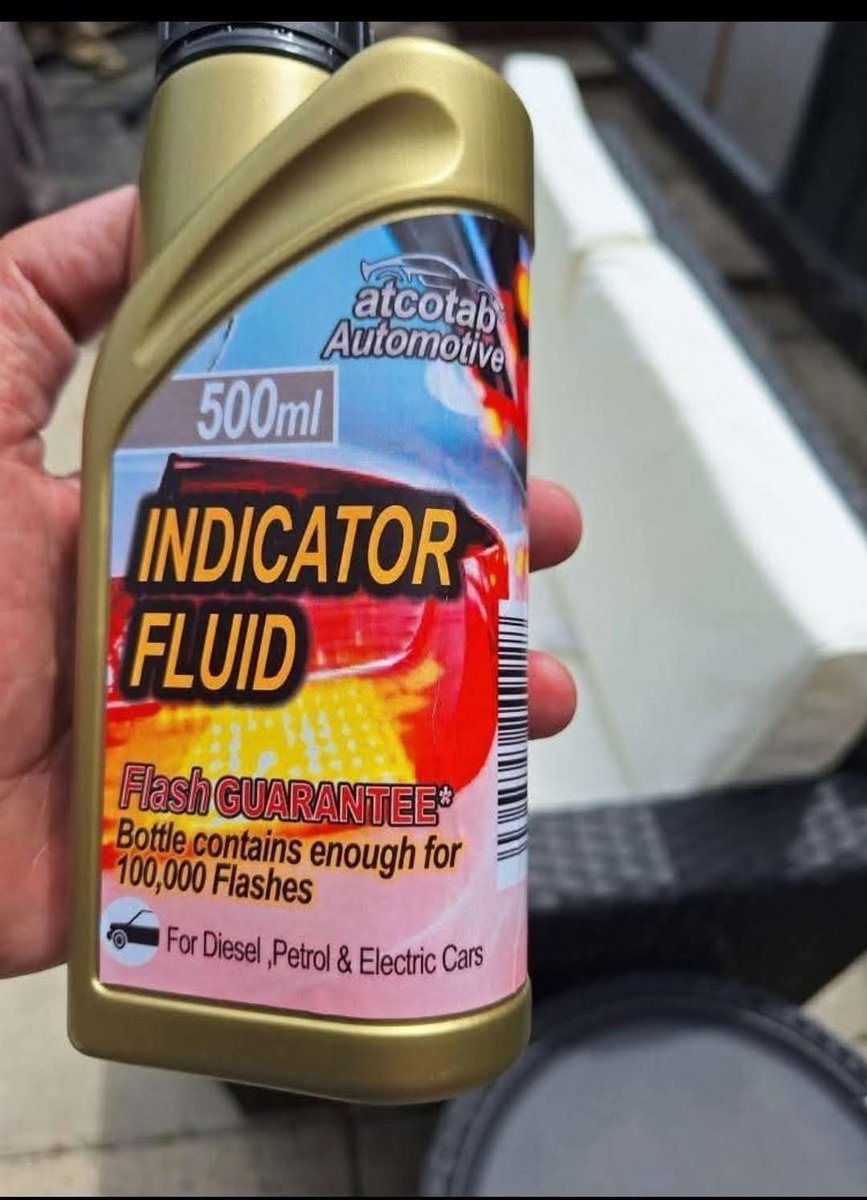 atcotab
Automotive
500ml
INDICATOR
FLUID
Flash GUARANTEE*
Bottle contains enough for
100,000 Flashes
For Diesel ,Petrol & Electric Cars